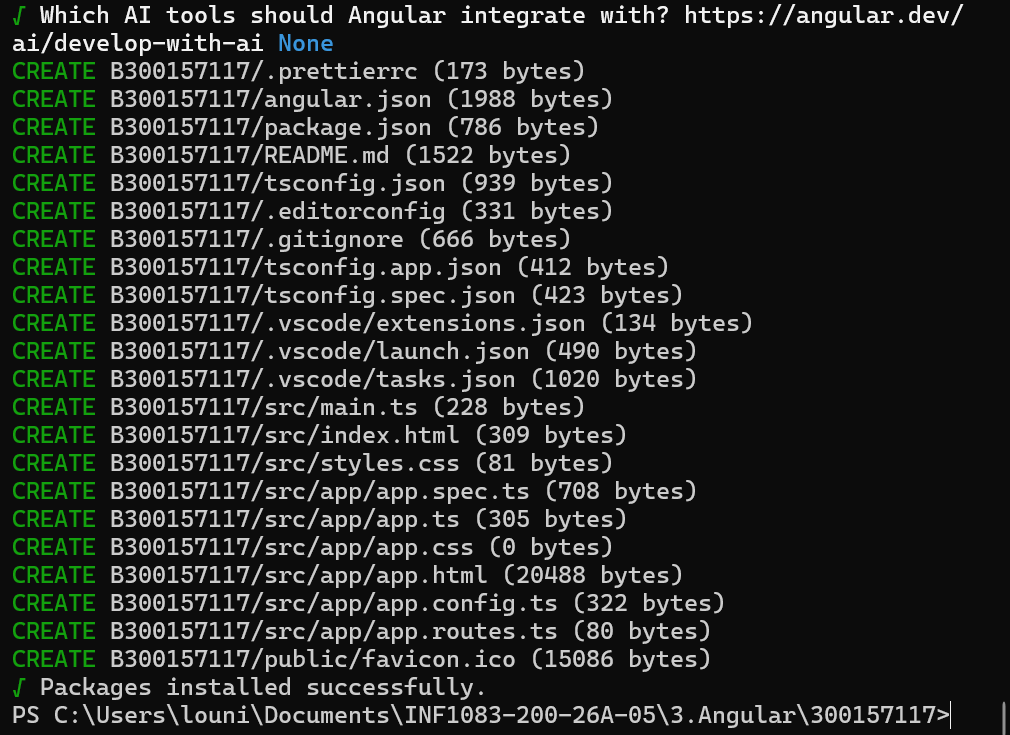 √ Which AI tools should Angular integrate with? https://angular.dev/
ai/develop-with-ai None
CREATE B300157117/.prettierrc (173 bytes)
CREATE B300157117/angular.json (1988 bytes)
CREATE B300157117/package.json (786 bytes)
CREATE B300157117/README.md (1522 bytes)
CREATE B300157117/tsconfig.json (939 bytes)
CREATE B300157117/.editorconfig (331 bytes)
CREATE B300157117/.gitignore (666 bytes)
CREATE B300157117/tsconfig.app.json (412 bytes)
CREATE B300157117/tsconfig.spec.json (423 bytes)
CREATE B300157117/.vscode/extensions.json (134 bytes)
CREATE B300157117/.vscode/launch.json (490 bytes)
CREATE B300157117/.vscode/tasks.json (1020 bytes)
CREATE B300157117/src/main.ts (228 bytes)
CREATE B300157117/src/index.html (309 bytes)
CREATE B300157117/src/styles.css (81 bytes)
CREATE B300157117/src/app/app.spec.ts (708 bytes)
CREATE B300157117/src/app/app.ts (305 bytes)
CREATE B300157117/src/app/app.css (0 bytes)
CREATE B300157117/src/app/app.html (20488 bytes)
CREATE B300157117/src/app/app.config.ts (322 bytes)
CREATE B300157117/src/app/app.routes.ts (80 bytes)
CREATE B300157117/public/favicon.ico (15086 bytes)
√ Packages installed successfully.
PS C:\Users\louni\Documents\INF1083-200-26A-05\3.Angular\300157117>